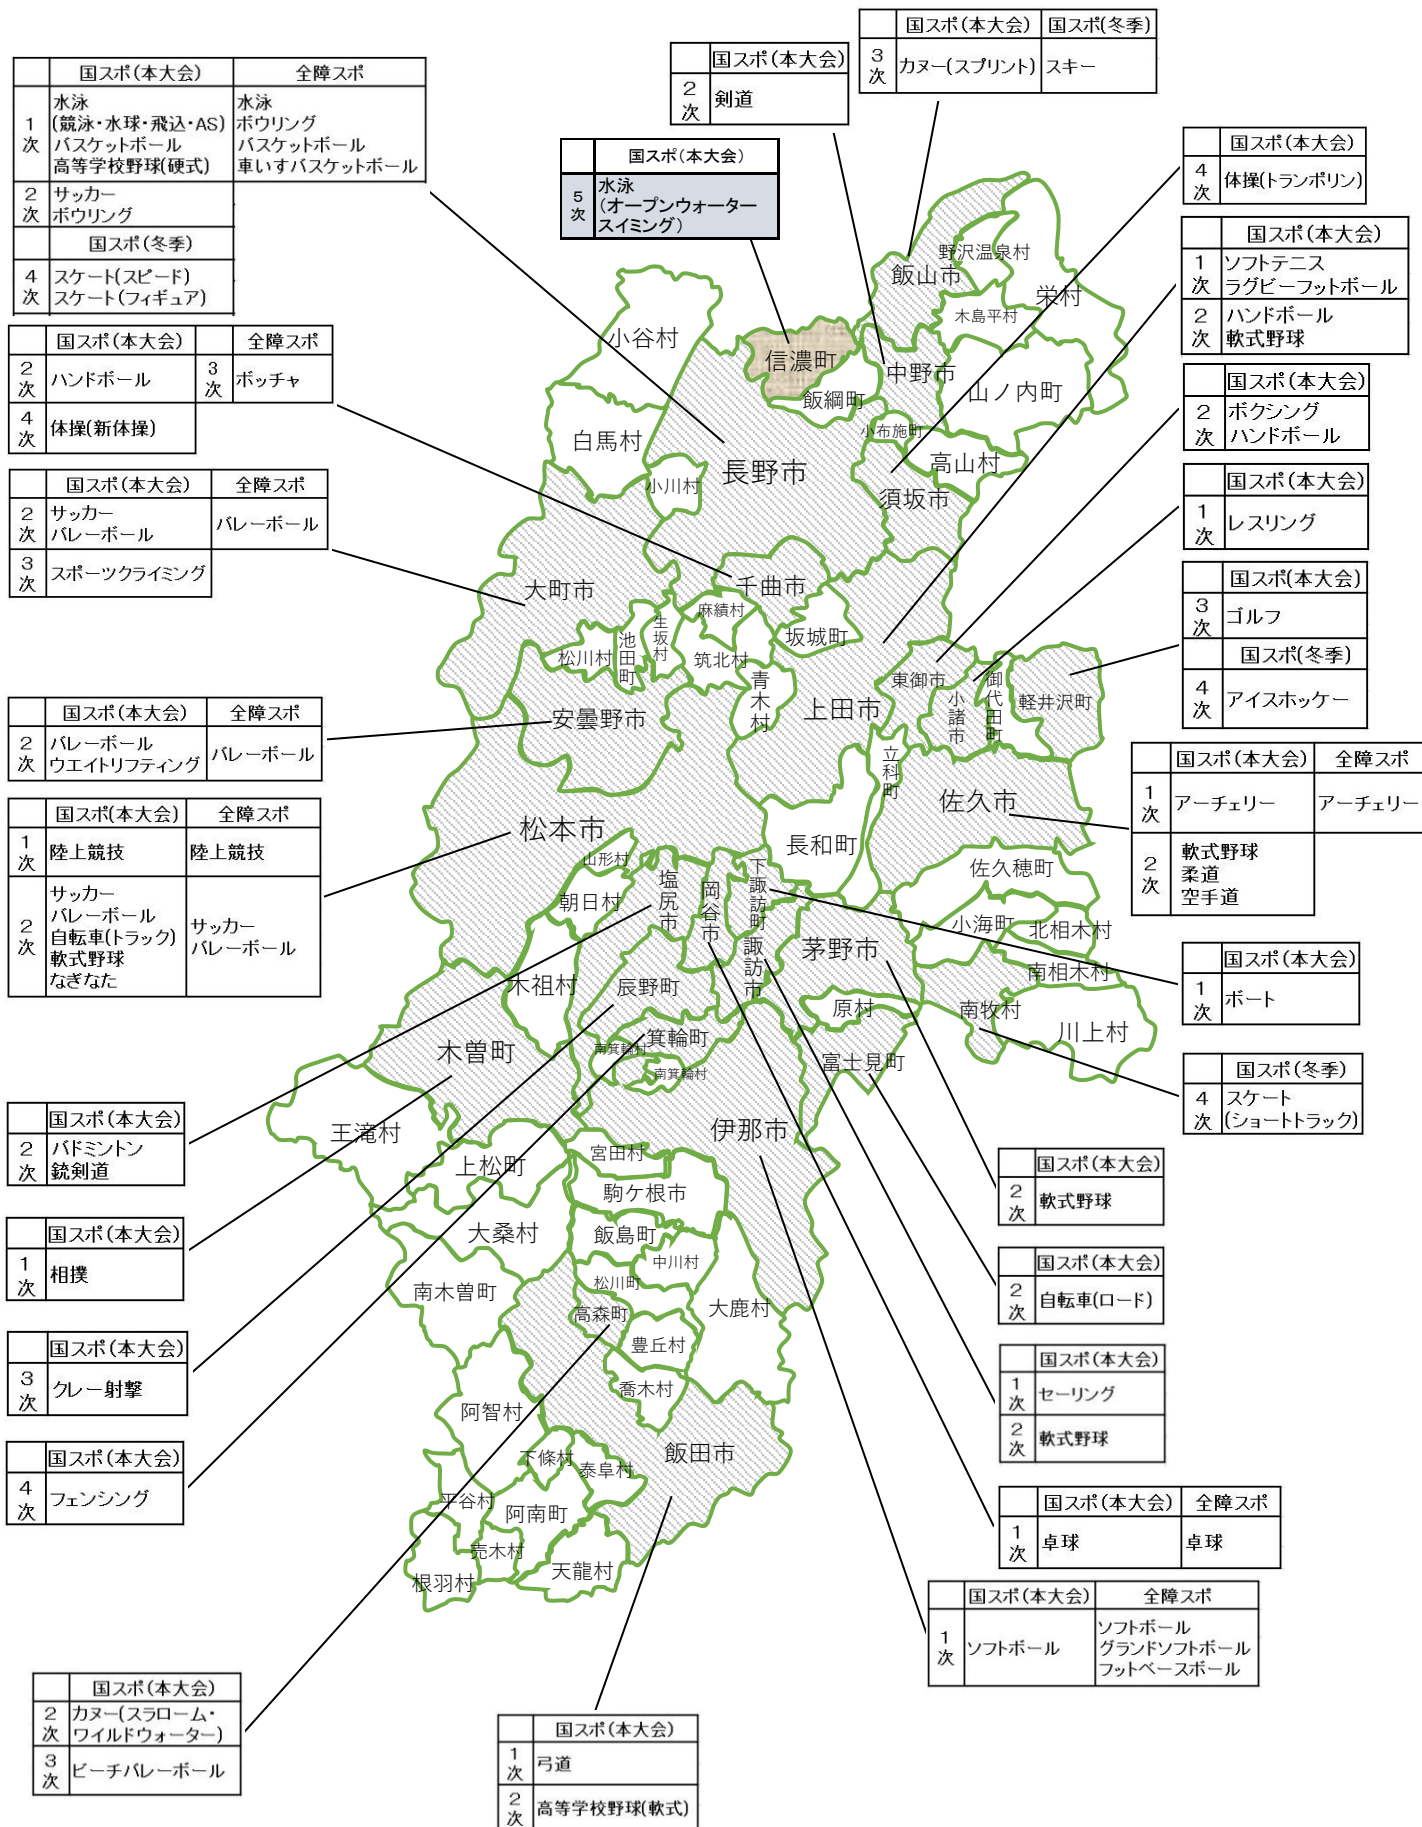 国スポ(本大会) 全障スポ
1次
水泳
(競泳・水球・飛込・AS)
バスケットボール
高等学校野球(硬式)
水泳
ボウリング
バスケットボール
車いすバスケットボール
2次
サッカー
ボウリング
国スポ(冬季)
4次
スケート(スピード)
スケート(フィギュア)
国スポ(本大会)
2次 剣道
国スポ(本大会) スポ(冬季)
3次 カヌー(スプリント) スキー
国スポ(本大会)
5次
水泳
(オープンウォーター
スイミング)
国スポ(本大会)
4次 体操(トランポリン)
国スポ(本大会)
1次
ソフトテニス
ラグビーフットボール
2次
ハンドボール
軟式野球
国スポ(本大会) 全障スポ
2次 ハンドボール 3次 ボッチャ
4次 体操(新体操)
国スポ(本大会)
2次
ボクシング
ハンドボール
国スポ(本大会) 全障スポ
2次
サッカー
バレーボール
バレーボール
3次 スポーツクライミング
国スポ(本大会)
1次 レスリング
国スポ(本大会)
3次 ゴルフ
国スポ(冬季)
4次 アイスホッケー
国スポ(本大会) 全障スポ
2次
バレーボール
ウエイトリフティング
バレーボール
国スポ(本大会) 全障スポ
1次 アーチェリー アーチェリー
2次
軟式野球
柔道
空手道
国スポ(本大会) 全障スポ
1次 陸上競技 陸上競技
2次
サッカー
バレーボール
自転車(トラック)
軟式野球
なぎなた
サッカー
バレーボール
国スポ(本大会)
1次 ボート
国スポ(冬季)
4次
スケート
(ショートトラック)
国スポ(本大会)
2次
バドミントン
銃剣道
国スポ(本大会)
2次 軟式野球
国スポ(本大会)
1次 相撲
国スポ(本大会)
2次 自転車(ロード)
国スポ(本大会)
3次 クレー射撃
国スポ(本大会)
1次 セーリング
2次 軟式野球
国スポ(本大会)
4次 フェンシング
国スポ(本大会) 全障スポ
1次 卓球 卓球
国スポ(本大会) 全障スポ
1次
ソフトボール
ソフトボール
グランドソフトボール
フットベースボール
国スポ(本大会)
2次
カヌー(スラローム・
ワイルドウォーター)
3次 ビーチバレーボール
国スポ(本大会)
1次 弓道
2次 高等学校野球(軟式)
野沢温泉村
飯山市
栄村
木島平村
小谷村
信濃町
中野市
山ノ内町
飯綱町
小布施町
白馬村
高山村
長野市
小川村
須坂市
千曲市
大町市
麻績村
生坂村
坂城町
池田町
松川村
筑北村
青木村
東御市
御代田町
軽井沢町
小諸市
上田市
安曇野市
立科町
佐久市
松本市
長和町
山形村
佐久穂町
下諏訪町
塩尻市
岡谷市
朝日村
小海町
北相木村
諏訪市
茅野市
南相木村
木祖村
辰野町
原村
南牧村
川上村
箕輪町
南箕輪村
南箕輪村
木曽町
富士見町
王滝村
伊那市
宮田村
上松町
駒ケ根市
大桑村
飯島町
中川村
松川町
南木曽町
大鹿村
高森町
豊丘村
喬木村
阿智村
飯田市
下條村
泰阜村
平谷村
阿南町
売木村
天龍村
根羽村